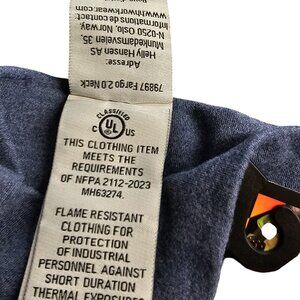 79897 Fargo 2.0 Neck
Adresse:
Helly Hansen AS
Munkedamsveien 35,
N-0250 Oslo, Norway,
Informations de contact:
www.hhworkwear.com
CLASSIFIED
C UL US
THIS CLOTHING ITEM
MEETS THE
REQUIREMENTS
OF NFPA 2112-2023
MH63274.
FLAME RESISTANT
CLOTHING FOR
PROTECTION
OF INDUSTRIAL
PERSONNEL AGAINST
SHORT DURATION
THERMAL EXPOSURES